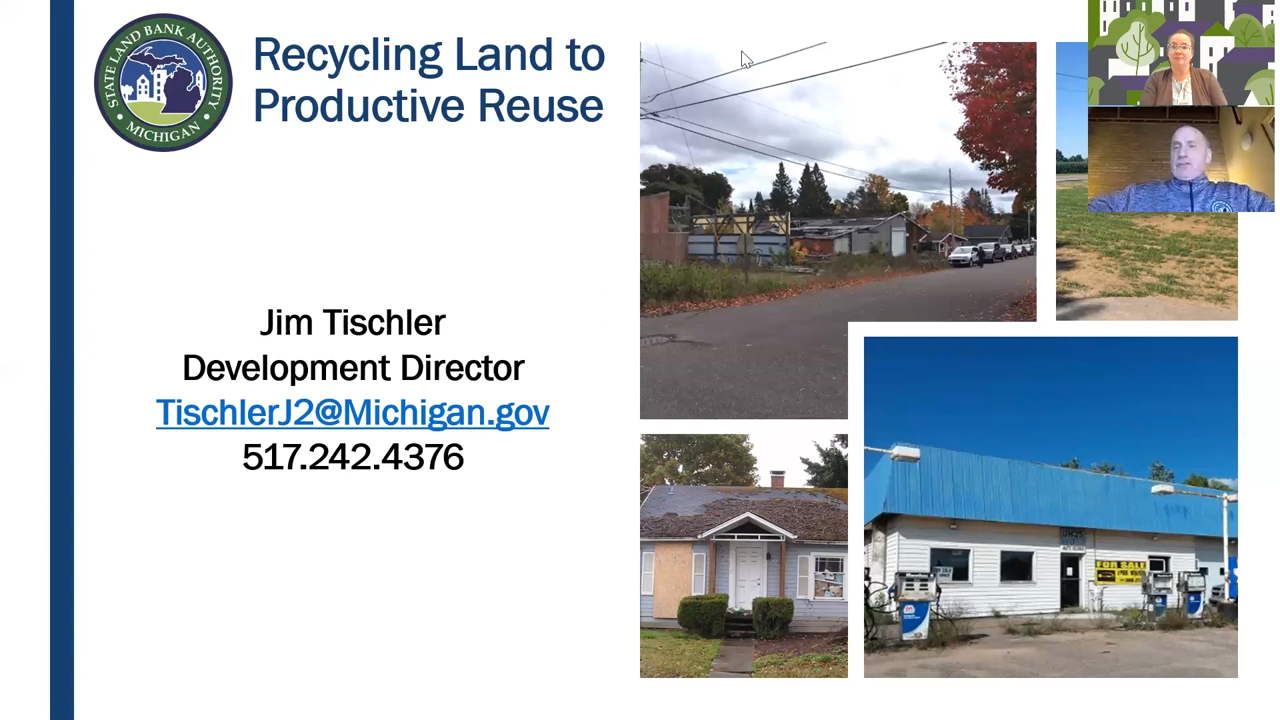 STATE LAND BANK AUTHORITY
MICHIGAN
Recycling Land to
Productive Reuse
Jim Tischler
Development Director
TischlerJ2@Michigan.gov
517.242.4376
FOR SALE